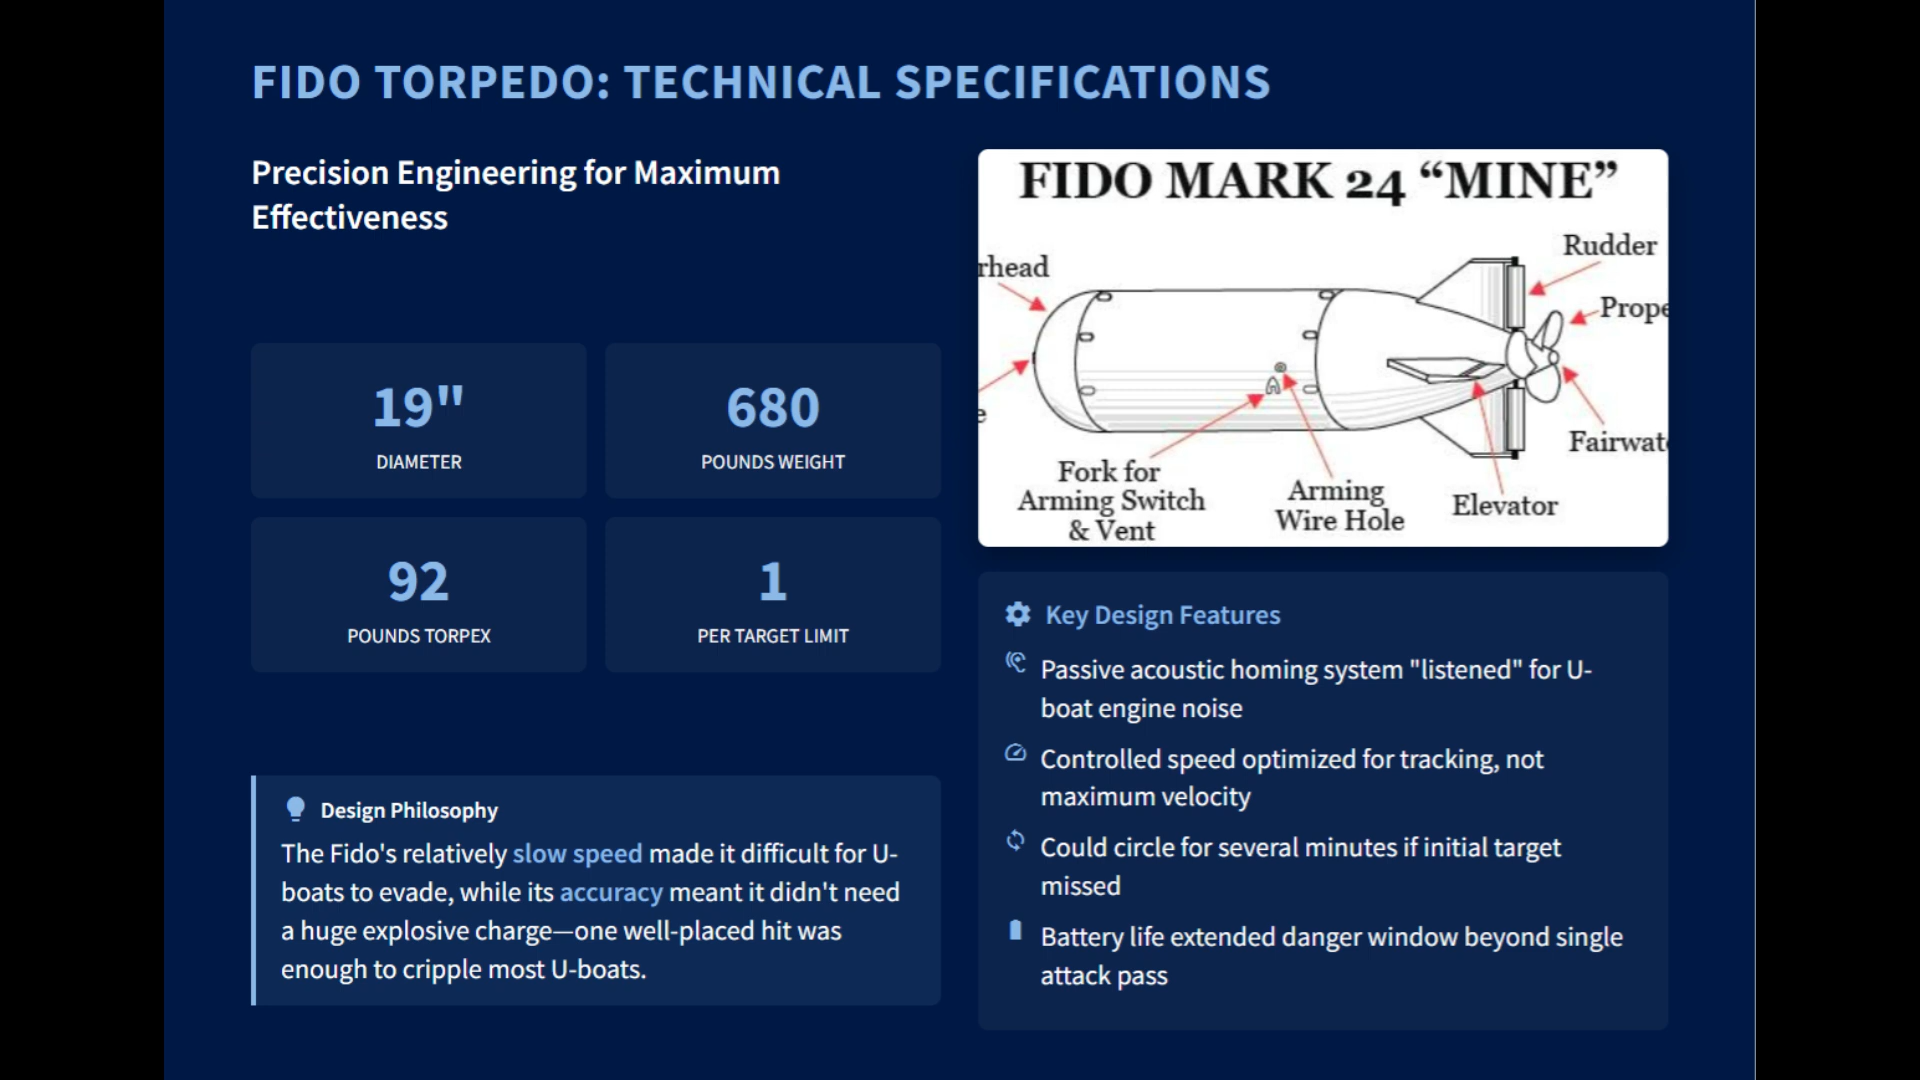 FIDO TORPEDO: TECHNICAL SPECIFICATIONS
Precision Engineering for Maximum
Effectiveness
19"
DIAMETER
680
POUNDS WEIGHT
92
POUNDS TORPEX
1
PER TARGET LIMIT
Design Philosophy
The Fido's relatively slow speed made it difficult for U-
boats to evade, while its accuracy meant it didn't need
a huge explosive charge—one well-placed hit was
enough to cripple most U-boats.
FIDO MARK 24 “MINE”
rhead
Rudder
Prope
e
Fairwat
Fork for
Arming Switch
& Vent
Arming
Wire Hole
Elevator
Key Design Features
Passive acoustic homing system "listened" for U-
boat engine noise
Controlled speed optimized for tracking, not
maximum velocity
Could circle for several minutes if initial target
missed
Battery life extended danger window beyond single
attack pass